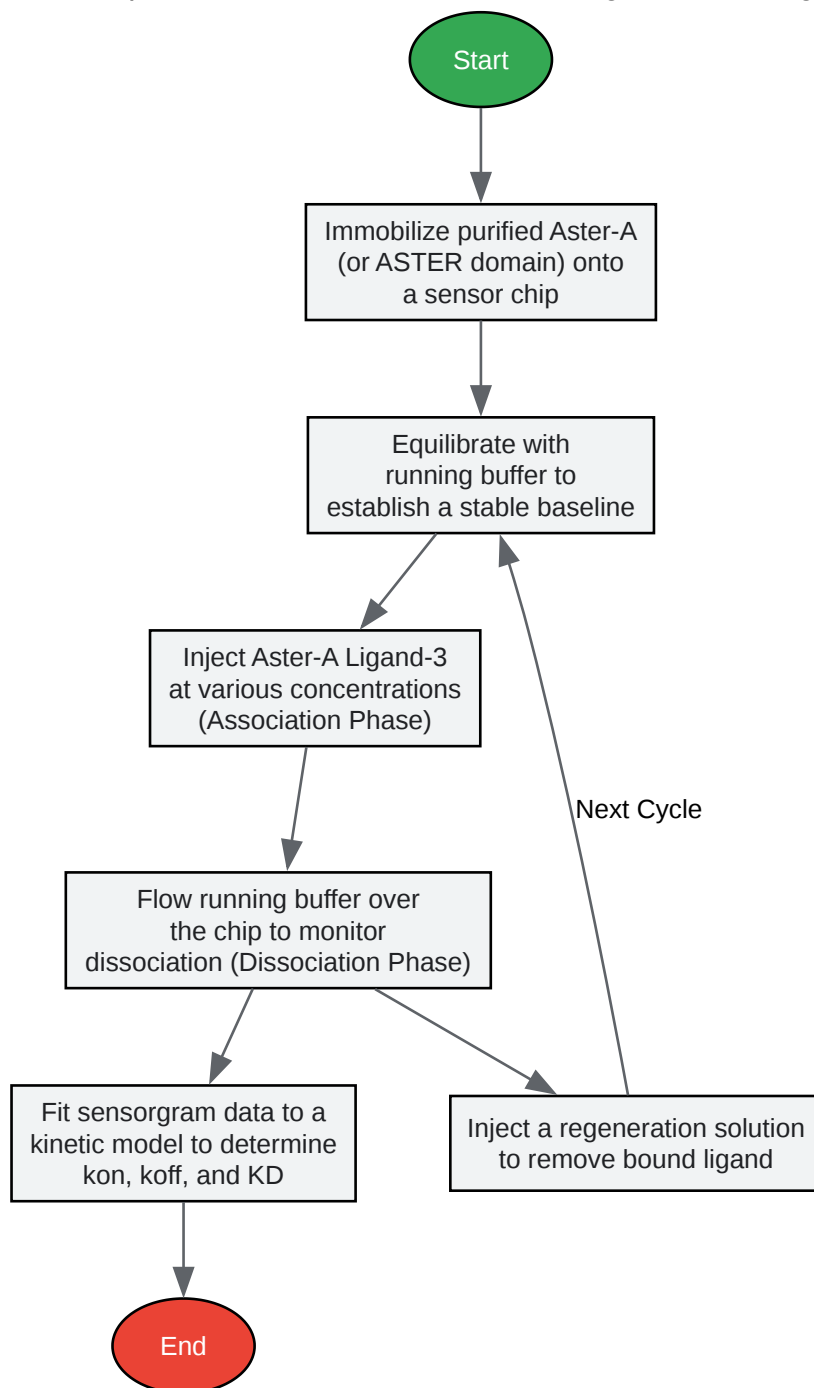 Start
Immobilize purified Aster-A
(or ASTER domain) onto
a sensor chip
Equilibrate with
running buffer to
establish a stable baseline
Inject Aster-A Ligand-3
at various concentrations
(Association Phase)
Next Cycle
Flow running buffer over
the chip to monitor
dissociation (Dissociation Phase)
Fit sensorgram data to a
kinetic model to determine
kon, koff, and KD
Inject a regeneration solution
to remove bound ligand
End